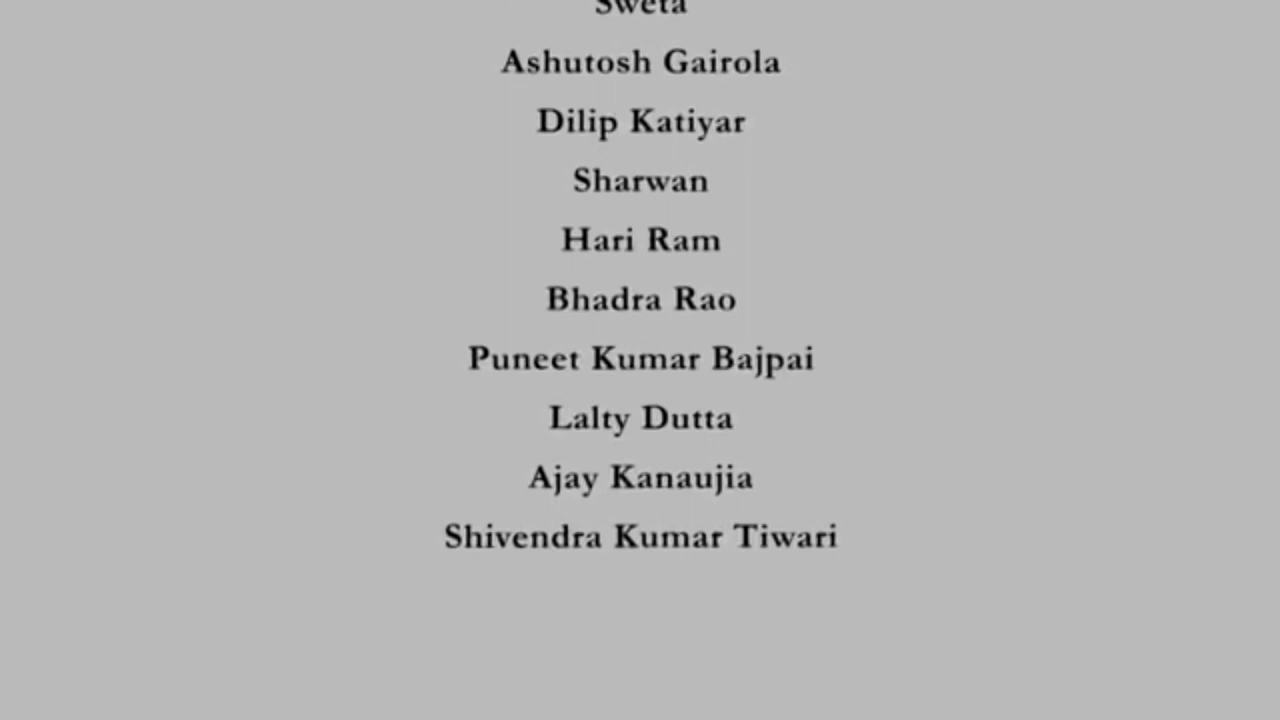 Sweta
Ashutosh Gairola
Dilip Katiyar
Sharwan
Hari Ram
Bhadra Rao
Puneet Kumar Bajpai
Lalty Dutta
Ajay Kanaujia
Shivendra Kumar Tiwari